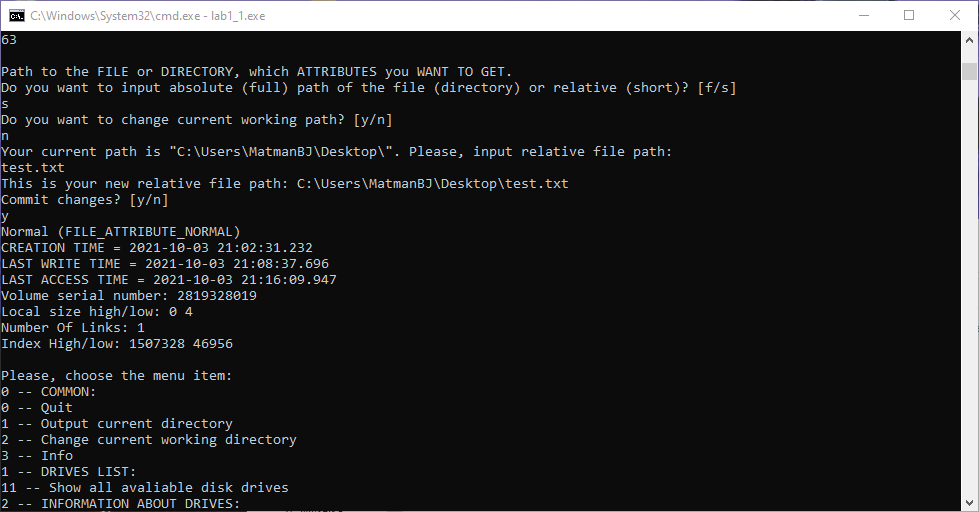 C:\Windows\System32\cmd.exe - lab1_1.exe
63
Path to the FILE or DIRECTORY, which ATTRIBUTES you WANT TO GET.
Do you want to input absolute (full) path of the file (directory) or relative (short)? [f/s]
s
Do you want to change current working path? [y/n]
n
Your current path is "C:\Users\MatmanBJ\Desktop\". Please, input relative file path:
test.txt
This is your new relative file path: C:\Users\MatmanBJ\Desktop\test.txt
Commit changes? [y/n]
y
Normal (FILE_ATTRIBUTE_NORMAL)
CREATION TIME = 2021-10-03 21:02:31.232
LAST WRITE TIME = 2021-10-03 21:08:37.696
LAST ACCESS TIME = 2021-10-03 21:16:09.947
Volume serial number: 2819328019
Local size high/low: 0 4
Number Of Links: 1
Index High/low: 1507328 46956
Please, choose the menu item:
0 -- COMMON:
0 -- Quit
1 -- Output current directory
2 -- Change current working directory
3 -- Info
1 -- DRIVES LIST:
11 -- Show all avaliable disk drives
2 -- INFORMATION ABOUT DRIVES: